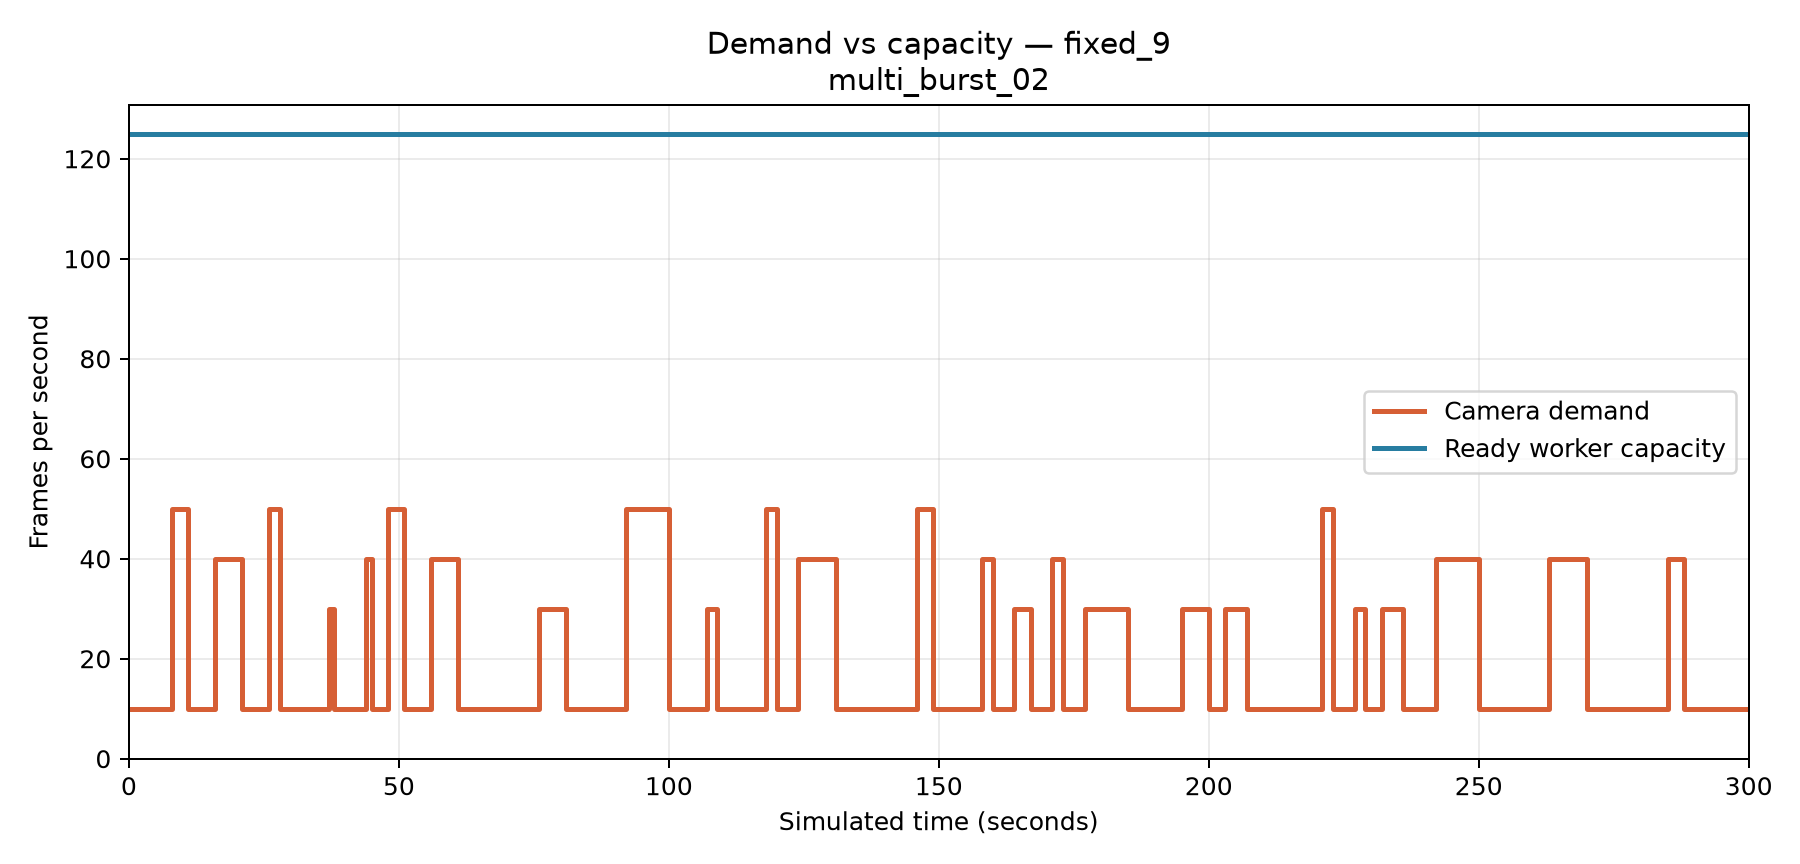 Demand vs capacity — fixed_9
multi_burst_02
Frames per second
120
100
80
60
40
20
0
Camera demand
Ready worker capacity
0 50 100 150 200 250 300
Simulated time (seconds)